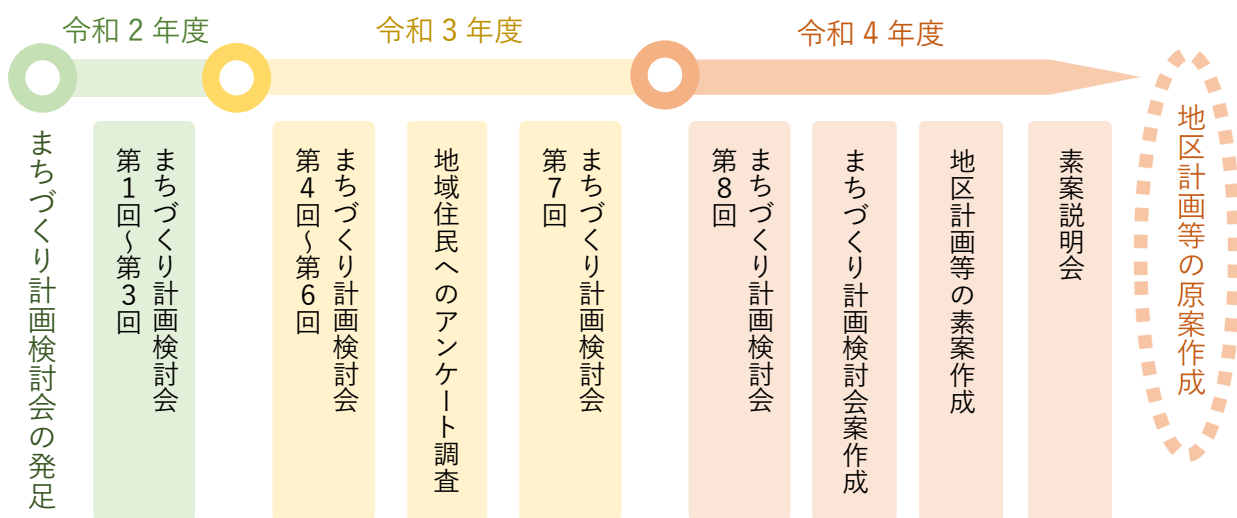 令和２年度
令和３年度
令和４年度
まちづくり計画検討会の発足
まちづくり計画検討会
第１回～第３回
まちづくり計画検討会
第４回～第６回
地域住民へのアンケート調査
まちづくり計画検討会
第７回
まちづくり計画検討会
第８回
まちづくり計画検討会案作成
地区計画等の素案作成
素案説明会
地区計画等の原案作成